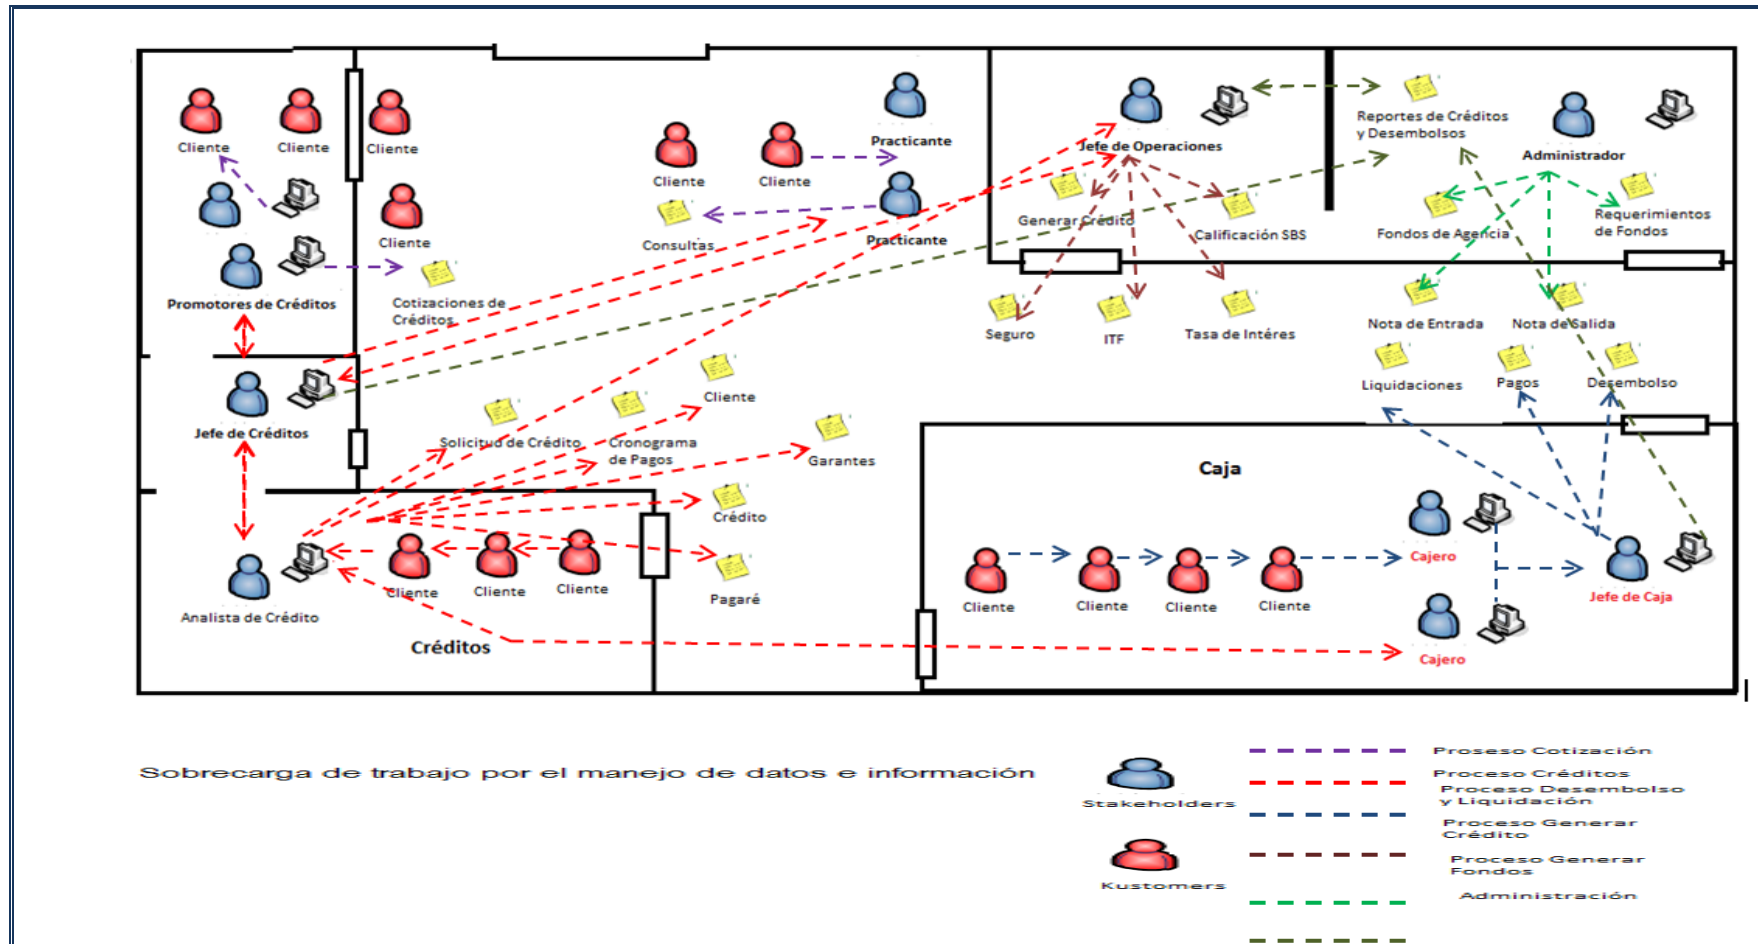 Cliente
Cliente
Cliente
Promotores de Créditos
Cliente
Cotizaciones de
Créditos
Cliente
Cliente
Consultas
Practicante
Practicante
Jefe de Operaciones
Generar Crédito
Calificación SBS
Reportes de Créditos
y Desembolsos
Administrador
Fondos de Agencia
Requerimientos
de Fondos
Seguro
ITF
Tasa de Intéres
Nota de Entrada
Nota de Salida
Liquidaciones
Pagos
Desembolso
Jefe de Créditos
Solicitud de Crédito
Cronograma
de Pagos
Cliente
Garantes
Crédito
Pagaré
Analista de Crédito
Cliente
Cliente
Cliente
Créditos
Caja
Cliente
Cliente
Cliente
Cliente
Cajero
Cajero
Jefe de Caja
Sobrecarga de trabajo por el manejo de datos e información
Stakeholders
Kustomers
Proseso Cotización
Proceso Créditos
Proceso Desembolso
y Liquidación
Proceso Generar
Crédito
Proceso Generar
Fondos
Administración